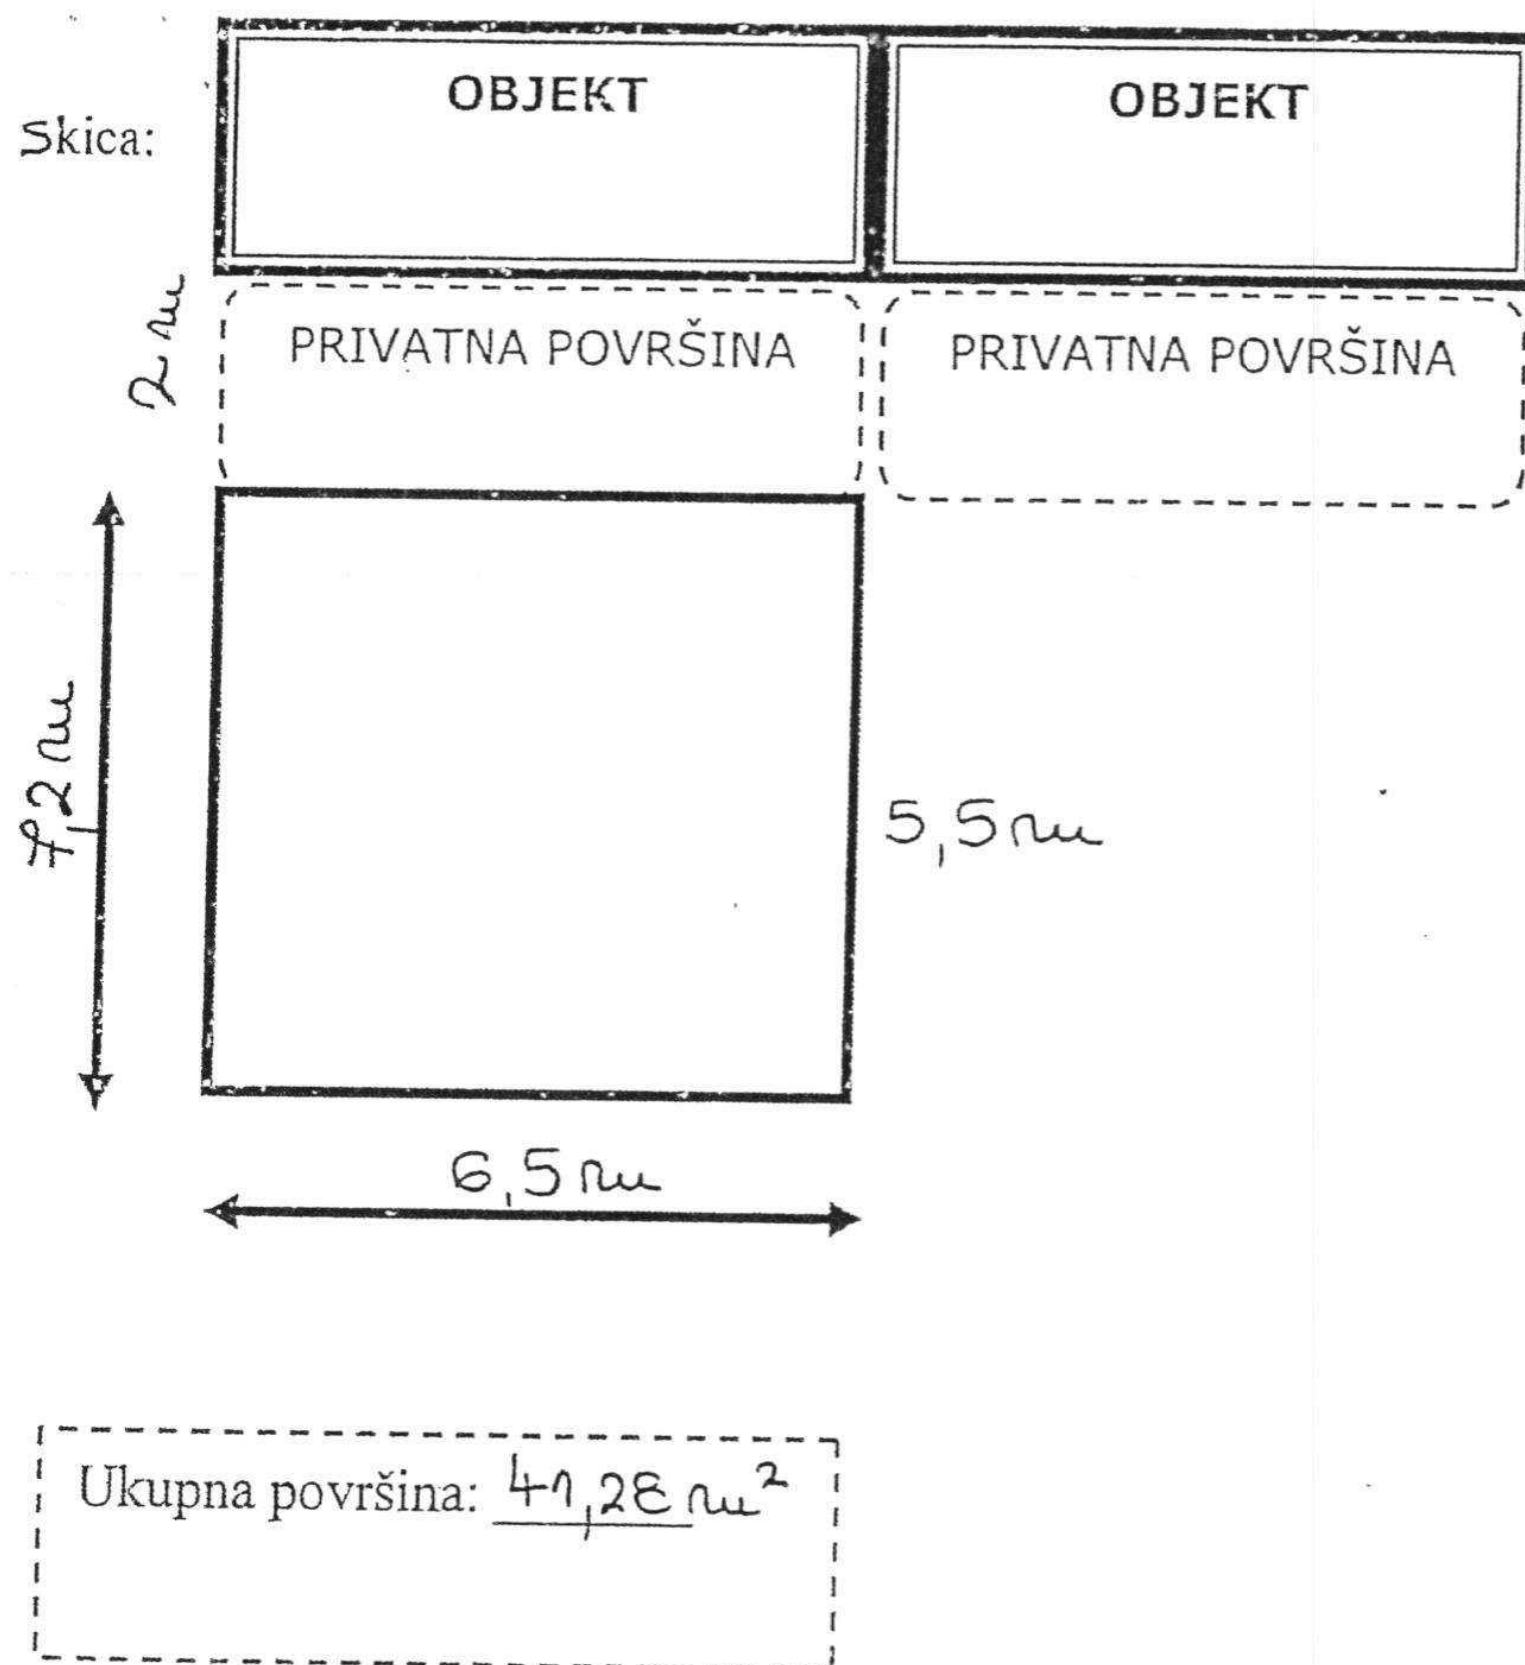 OBJEKT OBJEKT
Skica:
2 m
PRIVATNA POVRŠINA PRIVATNA POVRŠINA
7,2 m
5,5 m
6,5 m
Ukupna površina: 41,28 m²